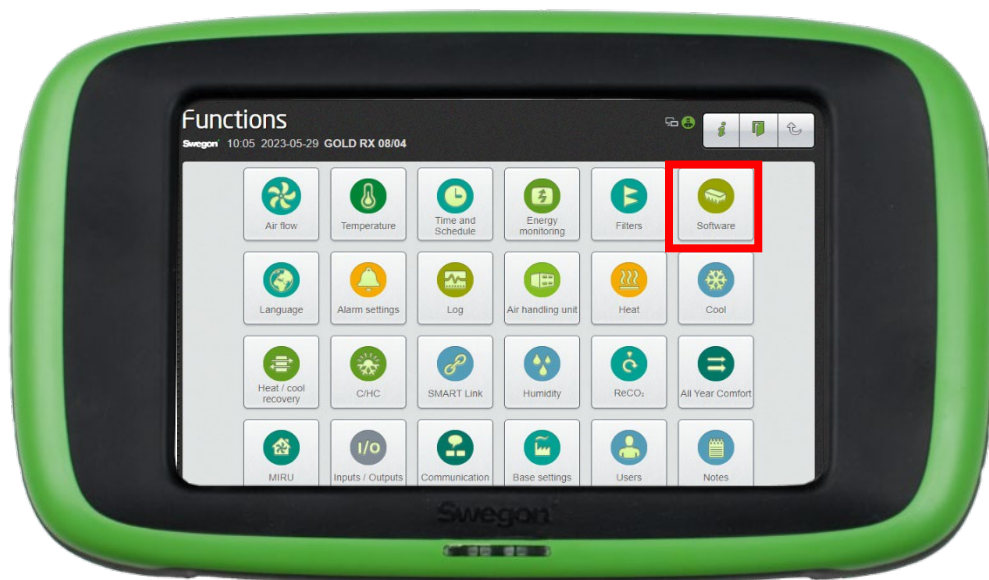 Functions
Swegon 10:05 2023-05-29 GOLD RX 08/04
Air flow
Temperature
Time and
Schedule
Energy
monitoring
Filters
Software
Language
Alarm settings
Log
Air handling unit
Heat
Cool
Heat / cool
recovery
C/HC
SMART Link
Humidity
ReCO₂
All Year Comfort
MIRU
I/O
Inputs / Outputs
Communication
Base settings
Users
Notes
Swegon